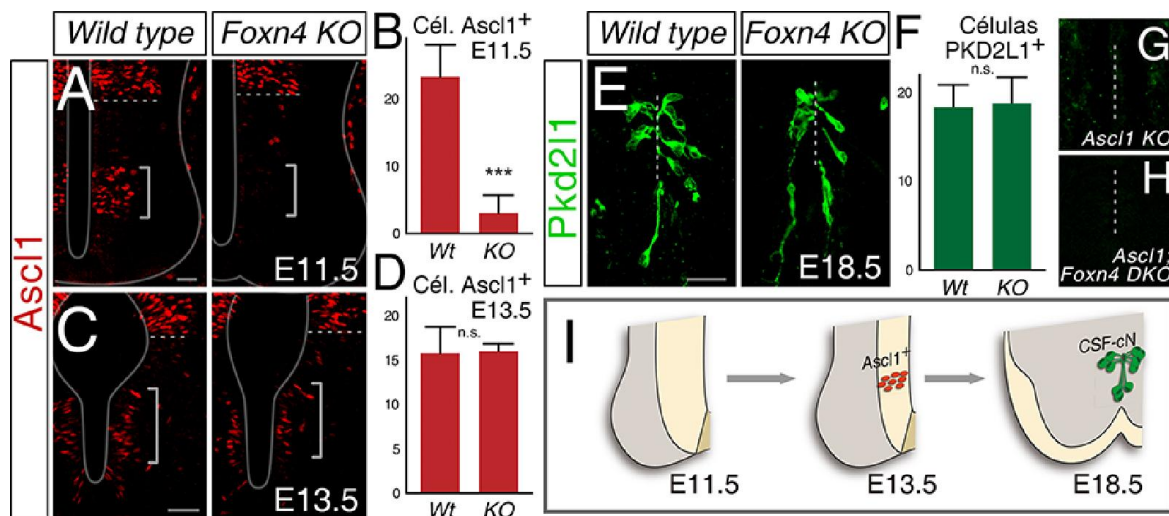 Wild type
Foxn4 KO
Ascl1
A
E11.5
B
Cél. Ascl1+
E11.5
20
10
0
***
Wt
KO
C
E13.5
D
Cél. Ascl1+
E13.5
20
15
10
5
0
n.s.
Wt
KO
Wild type
Foxn4 KO
Pkd2l1
E
E18.5
F
Células
PKD2L1+
n.s.
20
10
0
Wt
KO
G
Ascl1 KO
H
Ascl1;
Foxn4 DKO
I
E11.5
Ascl1+
E13.5
CSF-cN
E18.5